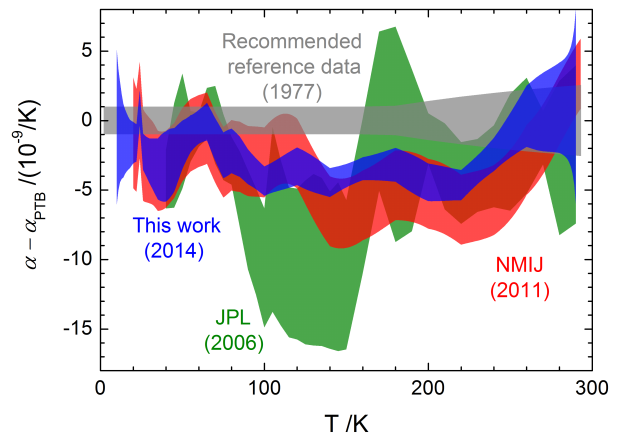 5
0
-5
-10
-15
α − α_PTB /(10⁻⁹/K)
Recommended
reference data
(1977)
This work
(2014)
JPL
(2006)
NMIJ
(2011)
0
100
200
300
T /K